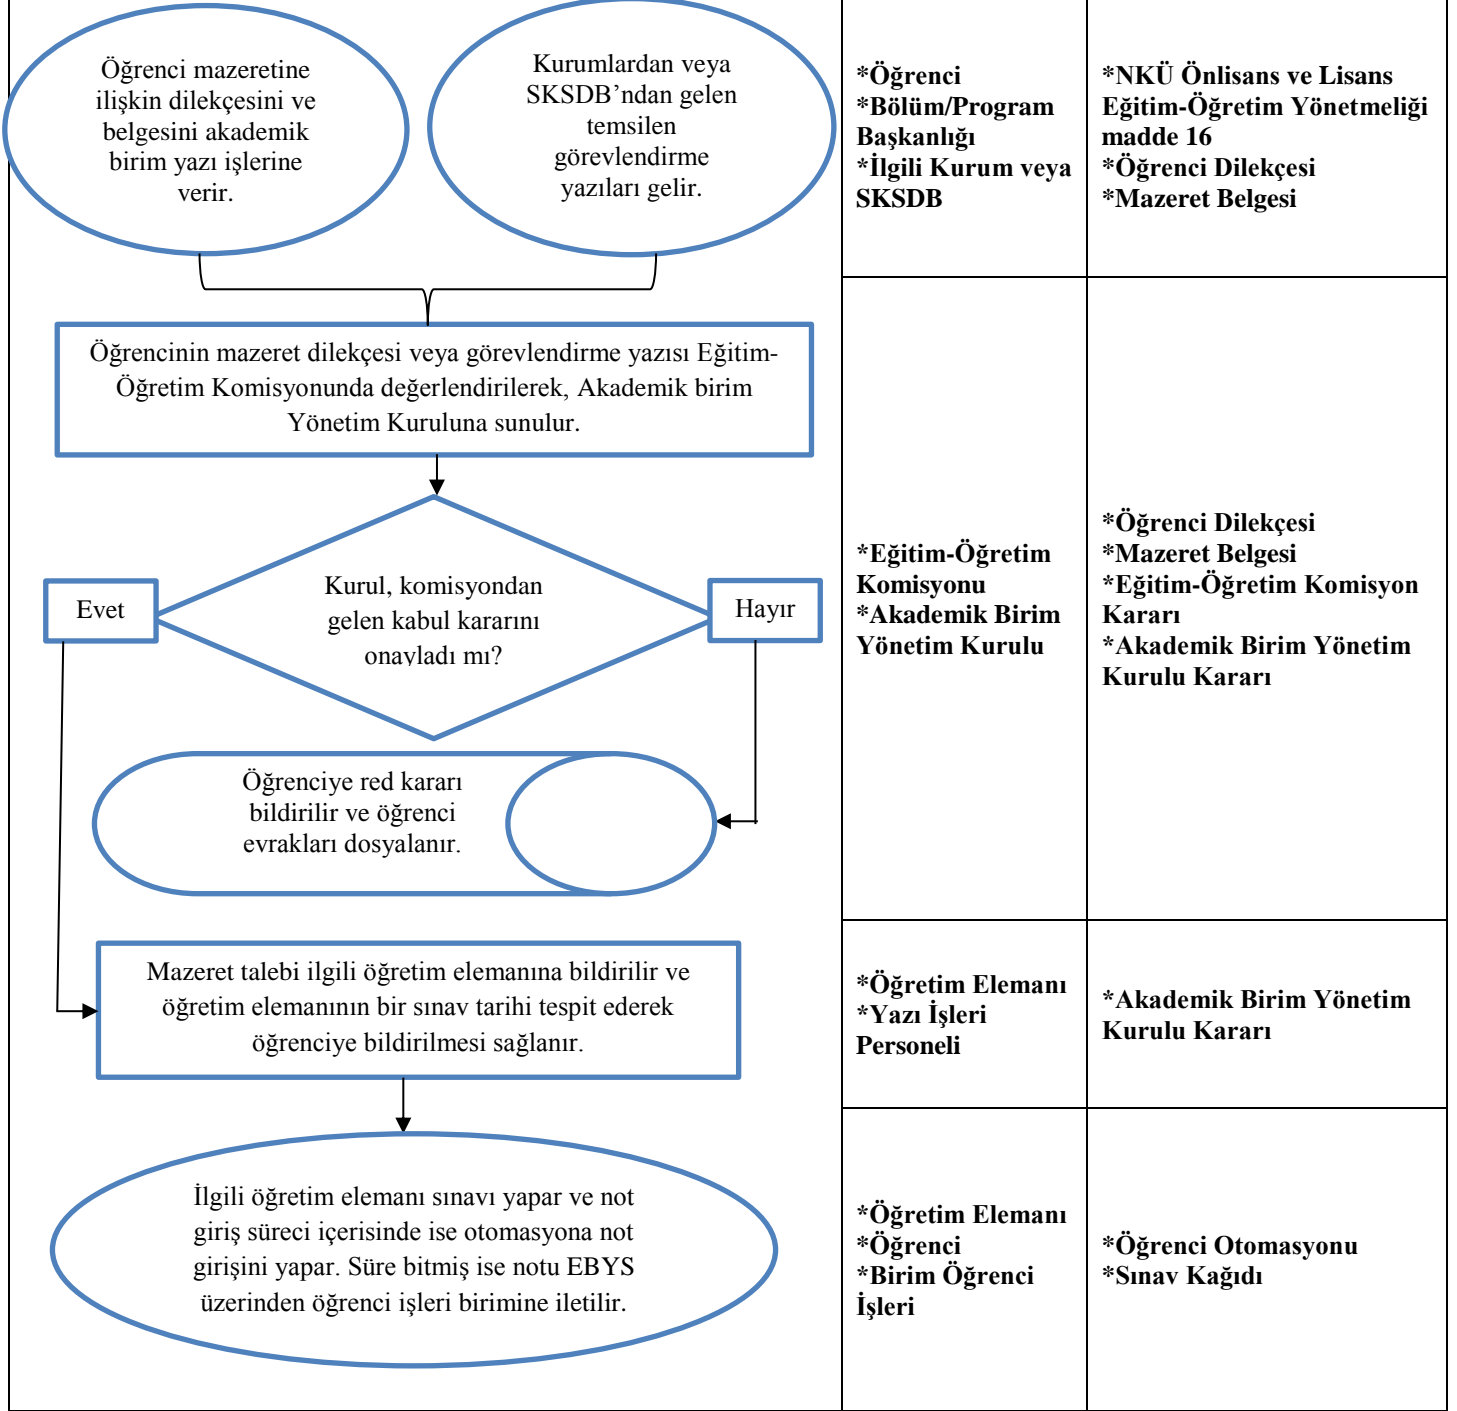 Öğrenci mazeretine
ilişkin dilekçesini ve
belgesini akademik
birim yazı işlerine
verir.
Kurumlardan veya
SKSDB’ndan gelen
temsilen
görevlendirme
yazıları gelir.
*Öğrenci
*Bölüm/Program
Başkanlığı
*İlgili Kurum veya
SKSDB
*NKÜ Önlisans ve Lisans
Eğitim-Öğretim Yönetmeliği
madde 16
*Öğrenci Dilekçesi
*Mazeret Belgesi
Öğrencinin mazeret dilekçesi veya görevlendirme yazısı Eğitim-
Öğretim Komisyonunda değerlendirilerek, Akademik birim
Yönetim Kuruluna sunulur.
Evet
Kurul, komisyondan
gelen kabul kararını
onayladı mı?
Hayır
Öğrenciye red kararı
bildirilir ve öğrenci
evrakları dosyalanır.
*Eğitim-Öğretim
Komisyonu
*Akademik Birim
Yönetim Kurulu
*Öğrenci Dilekçesi
*Mazeret Belgesi
*Eğitim-Öğretim Komisyon
Kararı
*Akademik Birim Yönetim
Kurulu Kararı
Mazeret talebi ilgili öğretim elemanına bildirilir ve
öğretim elemanının bir sınav tarihi tespit ederek
öğrenciye bildirilmesi sağlanır.
*Öğretim Elemanı
*Yazı İşleri
Personeli
*Akademik Birim Yönetim
Kurulu Kararı
İlgili öğretim elemanı sınavı yapar ve not
giriş süreci içerisinde ise otomasyona not
girişini yapar. Süre bitmiş ise notu EBYS
üzerinden öğrenci işleri birimine iletilir.
*Öğretim Elemanı
*Öğrenci
*Birim Öğrenci
İşleri
*Öğrenci Otomasyonu
*Sınav Kağıdı